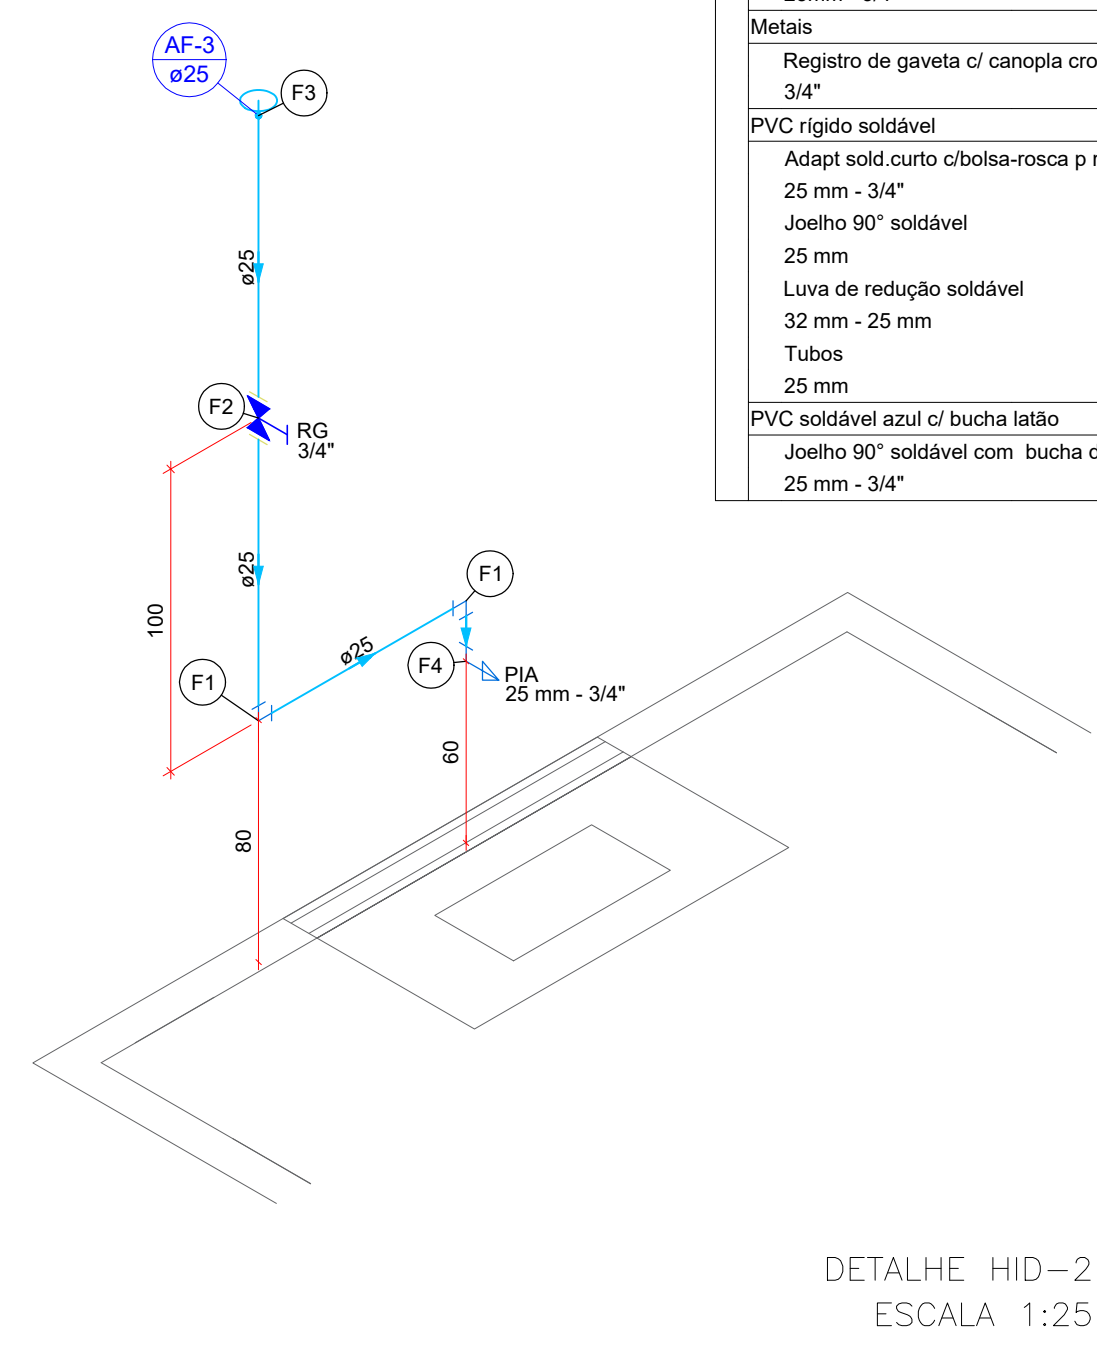 Metais
Registro de gaveta c/ canopla
3/4"
PVC rígido soldável
Adapt sold.curto c/bolsa-rosca p
25 mm - 3/4"
Joelho 90° soldável
25 mm
Luva de redução soldável
32 mm - 25 mm
Tubos
25 mm
PVC soldável azul c/ bucha latão
Joelho 90° soldável com  bucha
25 mm - 3/4"
AF-3
ø25
F3
ø25
F2
RG
3/4"
ø25
100
F1
ø25
F1
F4
PIA
25 mm - 3/4"
60
80
DETALHE HID-2
ESCALA 1:25